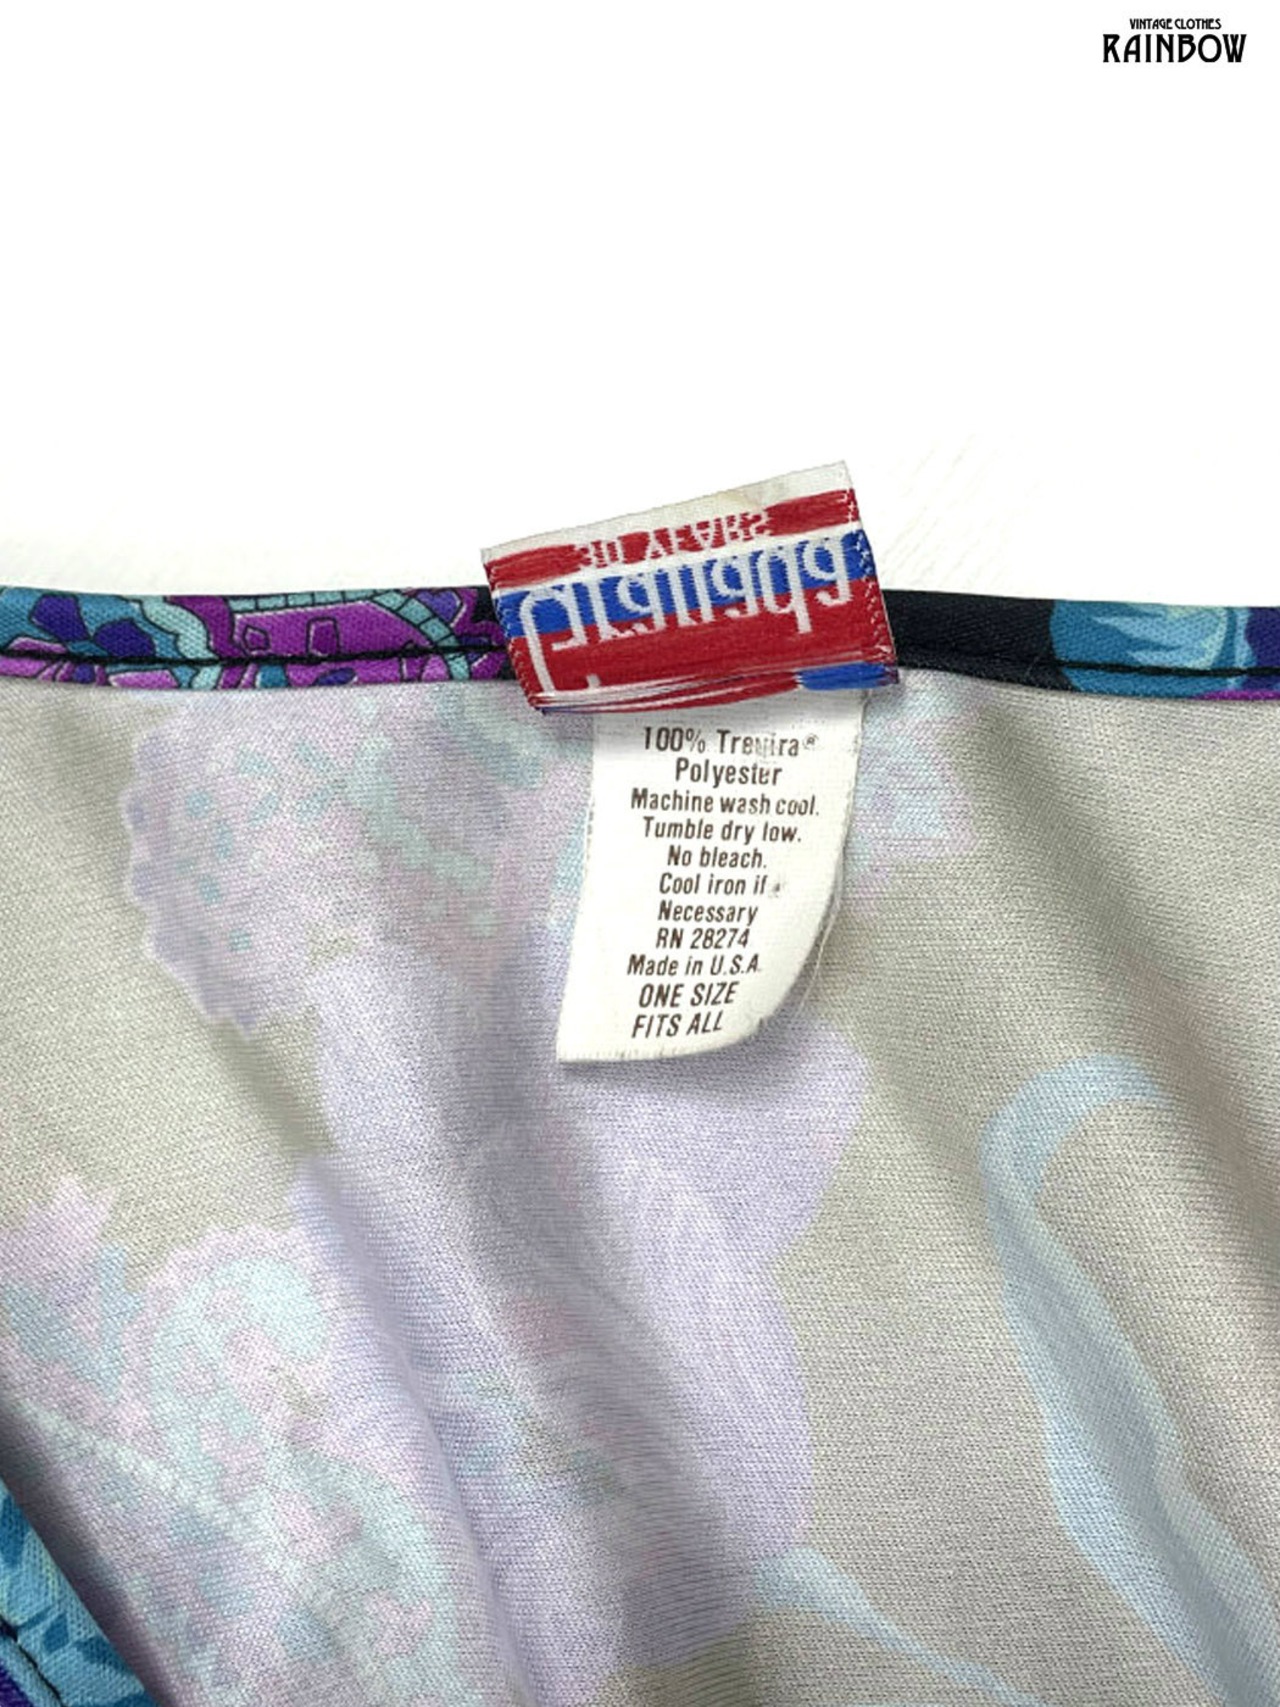 VINTAGE CLOTHES
RAINBOW
100% Trevira®
Polyester
Machine wash cool.
Tumble dry low.
No bleach.
Cool iron if
Necessary
RN 28274
Made in U.S.A.
ONE SIZE
FITS ALL